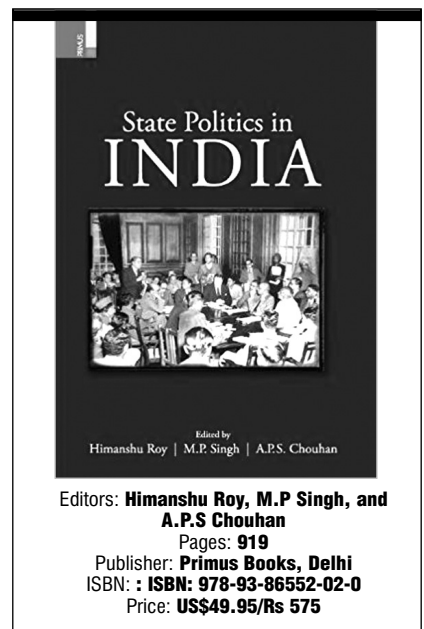 PRIMUS
State Politics in
INDIA
Edited by
Himanshu Roy | M.P. Singh | A.P.S. Chouhan
Editors: Himanshu Roy, M.P Singh, and
A.P.S Chouhan
Pages: 919
Publisher: Primus Books, Delhi
ISBN: : ISBN: 978-93-86552-02-0
Price: US$49.95/Rs 575